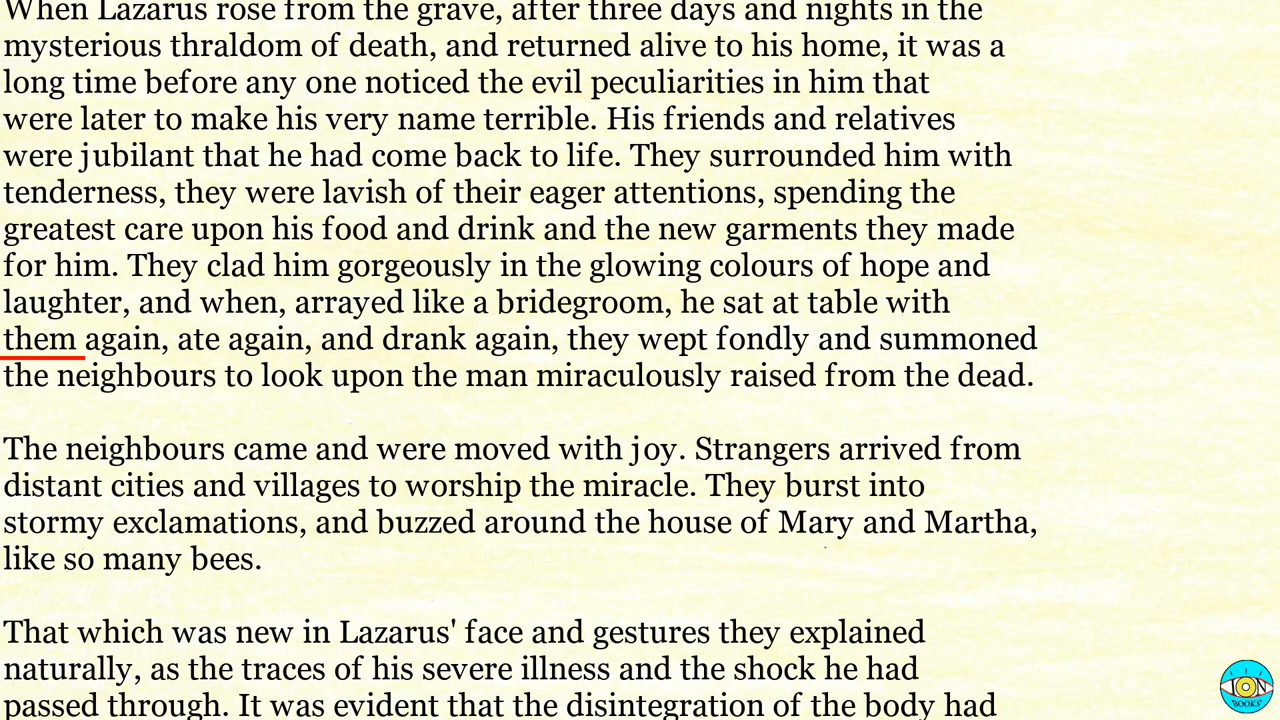 When Lazarus rose from the grave, after three days and nights in the
mysterious thraldom of death, and returned alive to his home, it was a
long time before any one noticed the evil peculiarities in him that
were later to make his very name terrible. His friends and relatives
were jubilant that he had come back to life. They surrounded him with
tenderness, they were lavish of their eager attentions, spending the
greatest care upon his food and drink and the new garments they made
for him. They clad him gorgeously in the glowing colours of hope and
laughter, and when, arrayed like a bridegroom, he sat at table with
them again, ate again, and drank again, they wept fondly and summoned
the neighbours to look upon the man miraculously raised from the dead.
The neighbours came and were moved with joy. Strangers arrived from
distant cities and villages to worship the miracle. They burst into
stormy exclamations, and buzzed around the house of Mary and Martha,
like so many bees.
That which was new in Lazarus' face and gestures they explained
naturally, as the traces of his severe illness and the shock he had
passed through. It was evident that the disintegration of the body had
ION
BOOKS